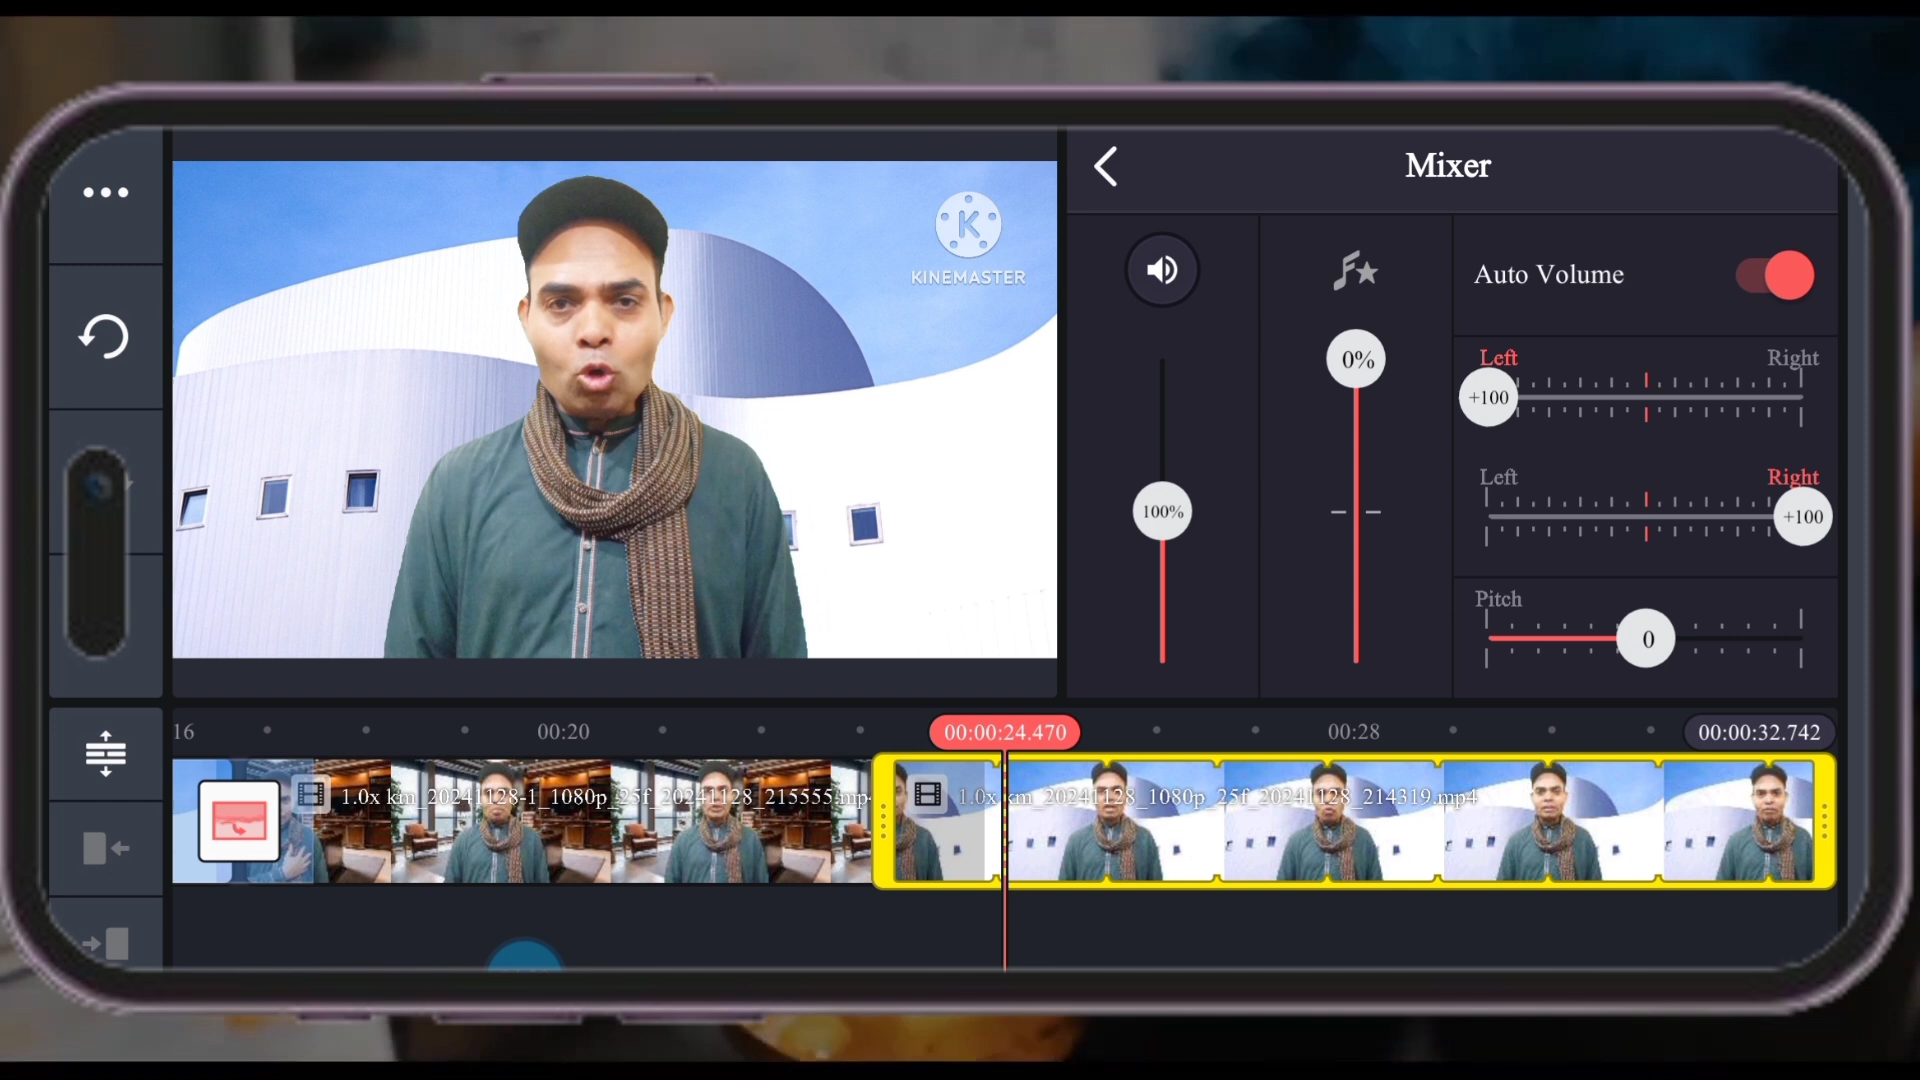 Mixer
K
KINEMASTER
Auto Volume
0%
Left Right
+100
100%
Left Right
+100
Pitch
0
16 00:20 00:00:24.470 00:28 00:00:32.742
1.0x km_20241128-1_1080p_25f_20241128_215555.mp4
1.0x km_20241128_1080p_25f_20241128_214319.mp4